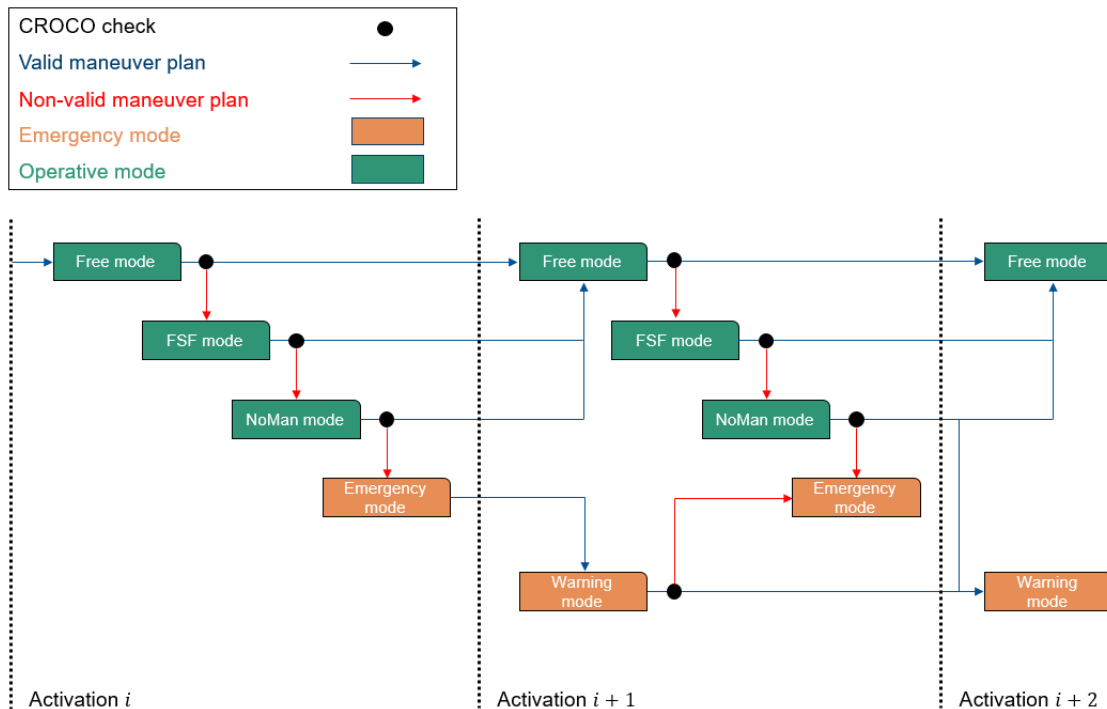 CROCO check
Valid maneuver plan
Non-valid maneuver plan
Emergency mode
Operative mode
Free mode
FSF mode
NoMan mode
Emergency
mode
Free mode
FSF mode
NoMan mode
Emergency
mode
Warning
mode
Free mode
Warning
mode
Activation i
Activation i + 1
Activation i + 2